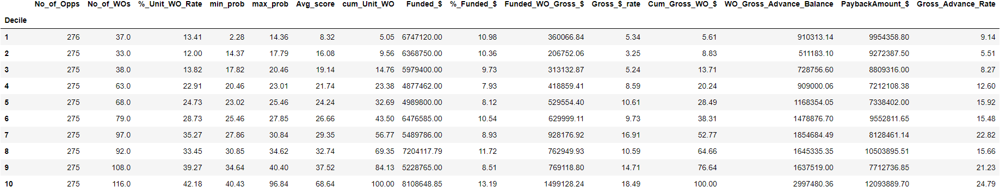 No_of_Opps No_of_WOs %_Unit_WO_Rate min_prob max_prob Avg_score cum_Unit_WO Funded_$ %_Funded_$ Funded_WO_Gross_$ Gross_$_rate Cum_Gross_WO_$ WO_Gross_Advance_Balance PaybackAmount_$ Gross_Advance_Rate
Decile
1 276 37.0 13.41 2.28 14.36 8.32 5.05 6747120.00 10.98 360066.84 5.34 5.61 910313.14 9954358.80 9.14
2 275 33.0 12.00 14.37 17.79 16.08 9.56 6368750.00 10.36 206752.06 3.25 8.83 511183.10 9272387.50 5.51
3 275 38.0 13.82 17.82 20.46 19.14 14.76 5979400.00 9.73 313132.87 5.24 13.71 728756.60 8809316.00 8.27
4 275 63.0 22.91 20.46 23.01 21.74 23.38 4877462.00 7.93 418859.41 8.59 20.24 909000.06 7212108.38 12.60
5 275 68.0 24.73 23.02 25.46 24.24 32.69 4989800.00 8.12 529554.40 10.61 28.49 1168354.05 7338402.00 15.92
6 275 79.0 28.73 25.46 27.85 26.66 43.50 6476585.00 10.54 629999.11 9.73 38.31 1478876.70 9552811.65 15.48
7 275 97.0 35.27 27.86 30.84 29.35 56.77 5489786.00 8.93 928176.92 16.91 52.77 1854684.49 8128461.14 22.82
8 275 92.0 33.45 30.85 34.62 32.74 69.35 7204117.79 11.72 762949.93 10.59 64.66 1645335.35 10503895.51 15.66
9 275 108.0 39.27 34.64 40.40 37.52 84.13 5228765.00 8.51 769118.80 14.71 76.64 1637519.00 7712736.85 21.23
10 275 116.0 42.18 40.43 96.84 68.64 100.00 8108648.85 13.19 1499128.24 18.49 100.00 2997480.36 12093889.70 24.79